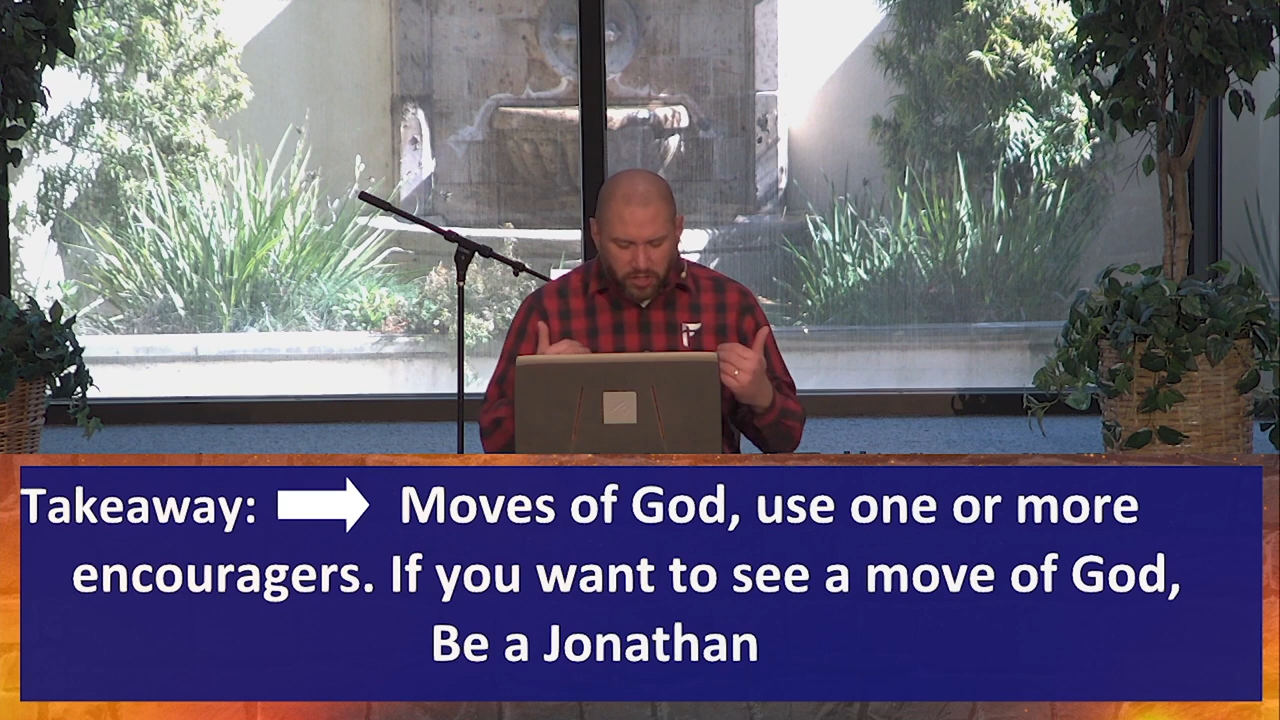 Takeaway: Moves of God, use one or more
encouragers. If you want to see a move of God,
Be a Jonathan